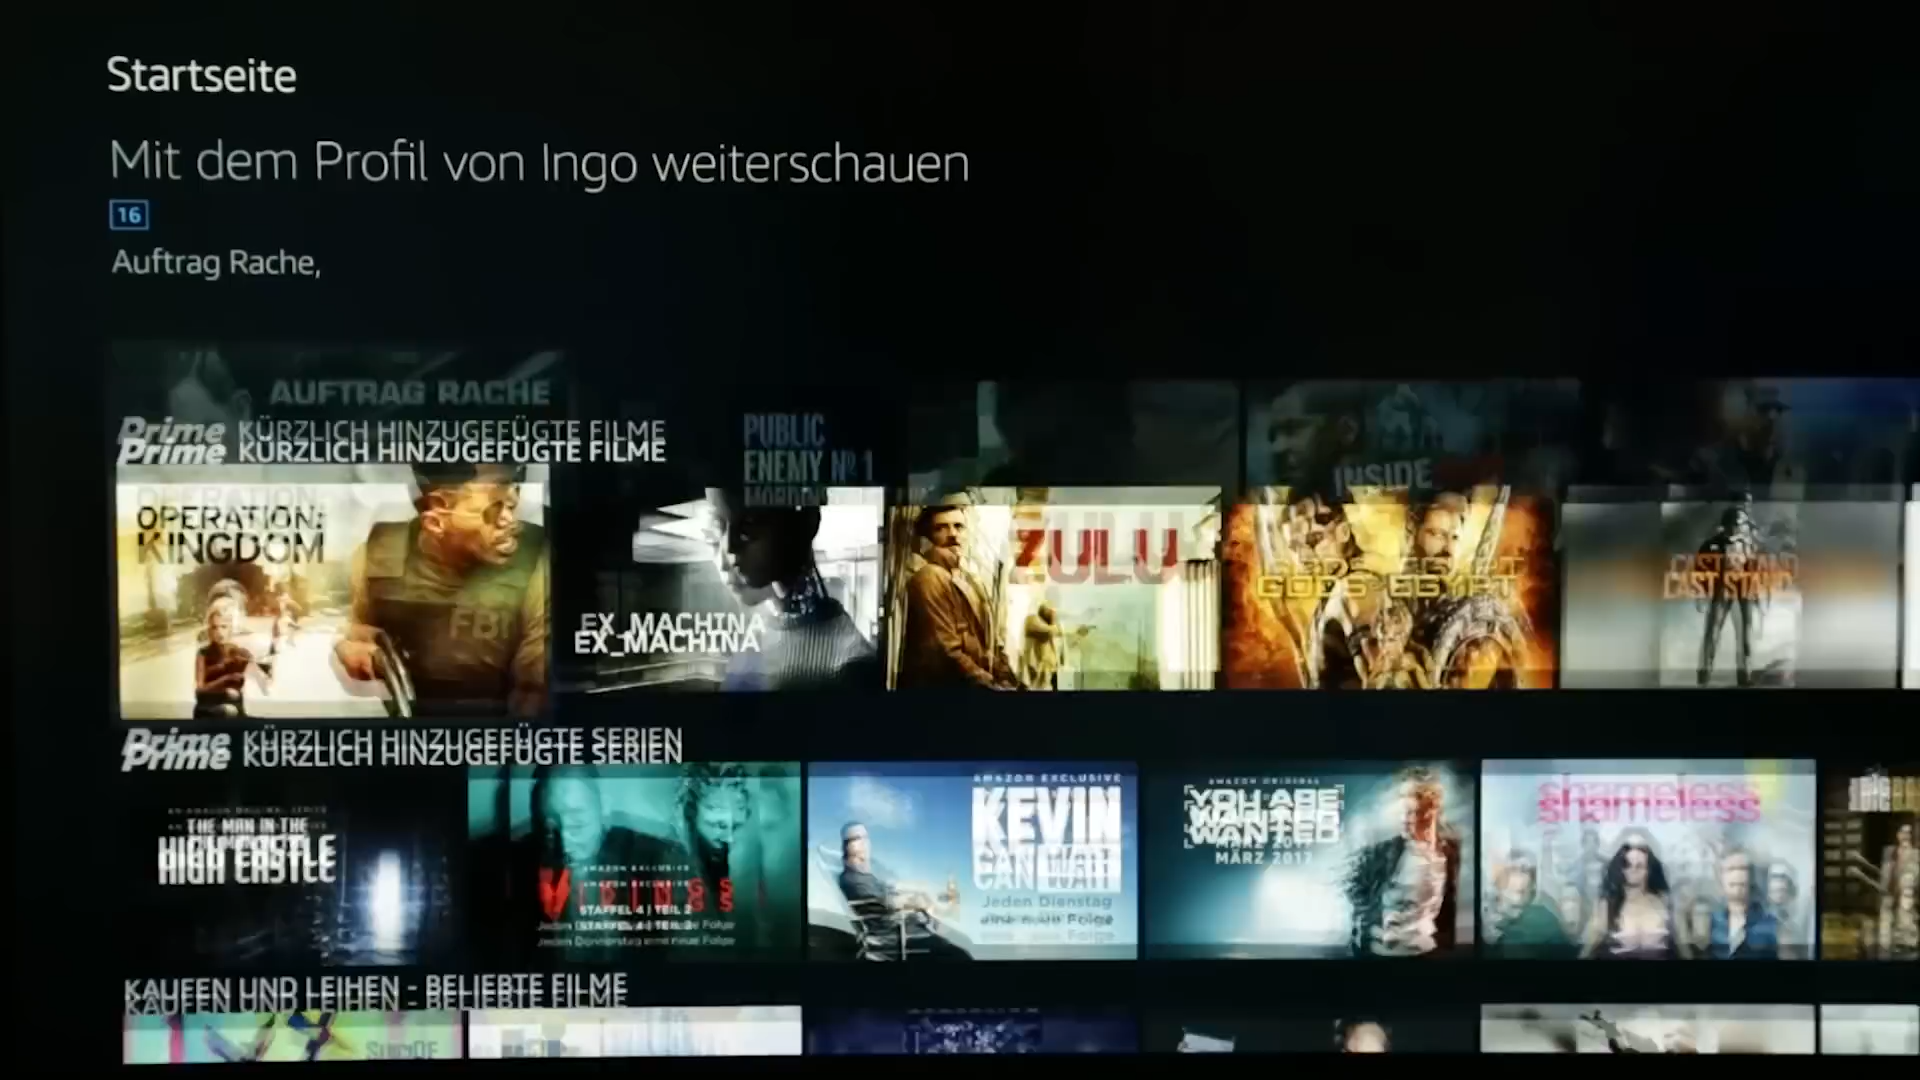 Startseite
Mit dem Profil von Ingo weiterschauen
16
Auftrag Rache,
AUFTRAG RACHE
Prime KÜRZLICH HINZUGEFÜGTE FILME
PUBLIC
ENEMY Nº 1
INSIDE
OPERATION:
KINGDOM
FBI
EX_MACHINA
ZULU
GODS EGYPT
LAST STAND
Prime KÜRZLICH HINZUGEFÜGTE SERIEN
THE MAN IN THE
HIGH CASTLE
VIKINGS
STAFFEL 4 | TEIL 2
Jeden Donnerstag eine neue Folge
AMAZON EXCLUSIVE
KEVIN
CAN WAIT
Jeden Dienstag
eine neue Folge
AMAZON ORIGINAL
YOU ARE
WANTED
MÄRZ 2017
shameless
KAUFEN UND LEIHEN - BELIEBTE FILME
SUICIDE